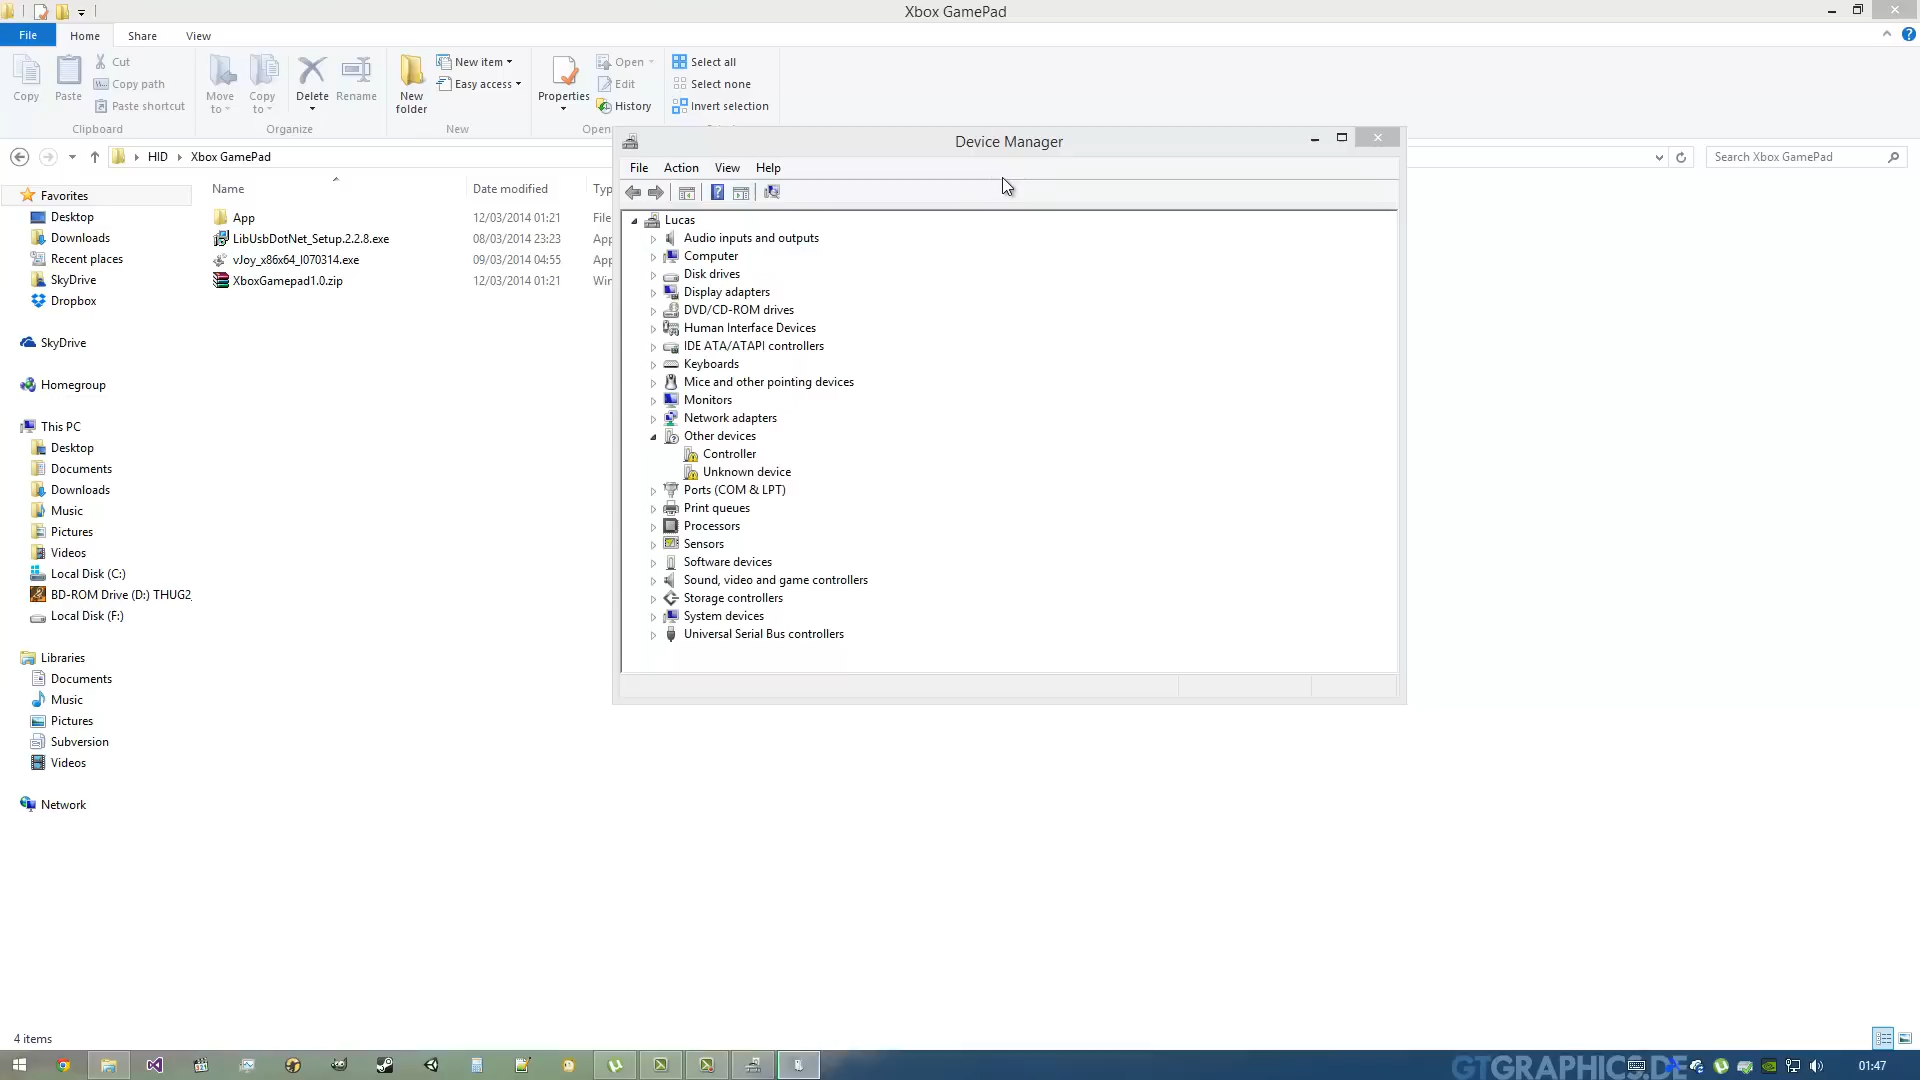 Xbox GamePad
File Home Share View
Copy Paste Cut Copy path Paste shortcut Clipboard
Move to Copy to Delete Rename Organize
New folder New item Easy access New
Properties Open Edit History Open
Select all Select none Invert selection
HID Xbox GamePad
Search Xbox GamePad
Name Date modified Typ
App 12/03/2014 01:21 File
LibUsbDotNet_Setup.2.2.8.exe 08/03/2014 23:23 App
vJoy_x86x64_I070314.exe 09/03/2014 04:55 App
XboxGamepad1.0.zip 12/03/2014 01:21 Win
Favorites
Desktop
Downloads
Recent places
SkyDrive
Dropbox
SkyDrive
Homegroup
This PC
Desktop
Documents
Downloads
Music
Pictures
Videos
Local Disk (C:)
BD-ROM Drive (D:) THUG2
Local Disk (F:)
Libraries
Documents
Music
Pictures
Subversion
Videos
Network
Device Manager
File Action View Help
Lucas
Audio inputs and outputs
Computer
Disk drives
Display adapters
DVD/CD-ROM drives
Human Interface Devices
IDE ATA/ATAPI controllers
Keyboards
Mice and other pointing devices
Monitors
Network adapters
Other devices
Controller
Unknown device
Ports (COM & LPT)
Print queues
Processors
Sensors
Software devices
Sound, video and game controllers
Storage controllers
System devices
Universal Serial Bus controllers
4 items
GTGRAPHICS.DE
01:47